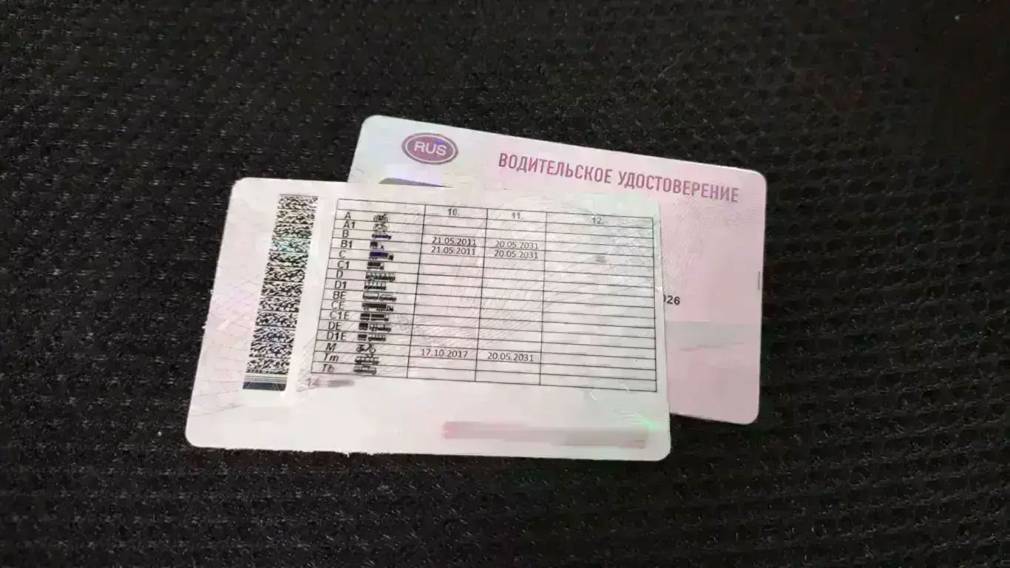 RUS
ВОДИТЕЛЬСКОЕ УДОСТОВЕРЕНИЕ
026
10. 11. 12.
A
A1
B
B1 21.05.2011 20.05.2031
C 21.05.2011 20.05.2031
C1
D
D1
BE
CE
C1E
DE
D1E
M 17.10.2017 20.05.2031
Tm
Tb
14